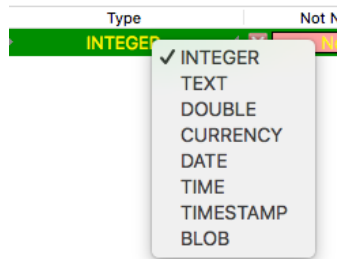 Type Not N
INTEGER
INTEGER
TEXT
DOUBLE
CURRENCY
DATE
TIME
TIMESTAMP
BLOB